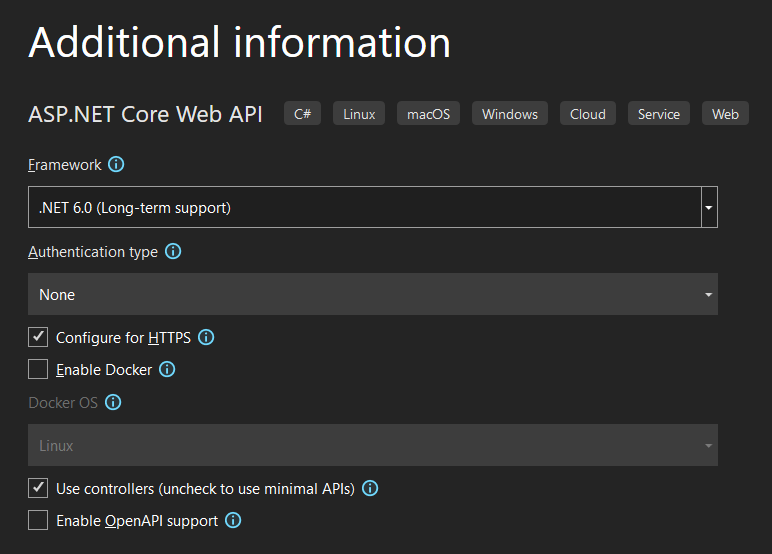 Additional information
ASP.NET Core Web API C# Linux macOS Windows Cloud Service Web
Framework
.NET 6.0 (Long-term support)
Authentication type
None
Configure for HTTPS
Enable Docker
Docker OS
Linux
Use controllers (uncheck to use minimal APIs)
Enable OpenAPI support